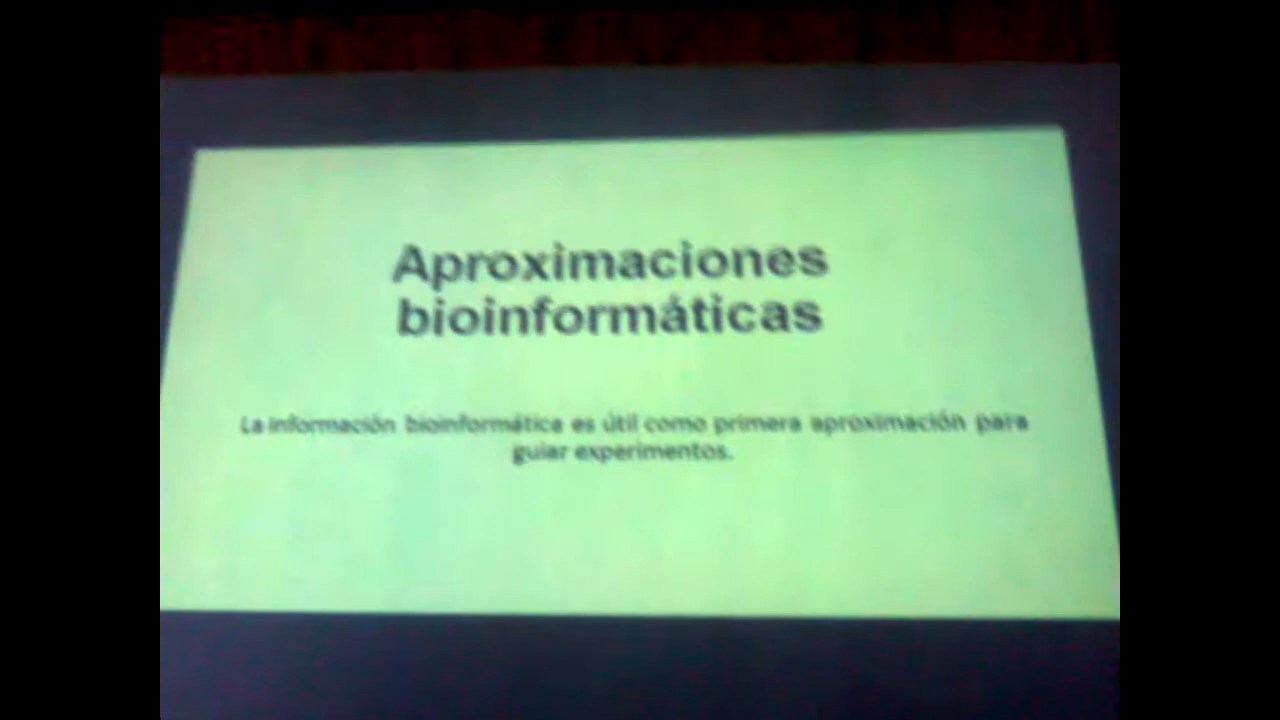 Aproximaciones
bioinformáticas
La información bioinformática es útil como primera aproximación para
guiar experimentos.